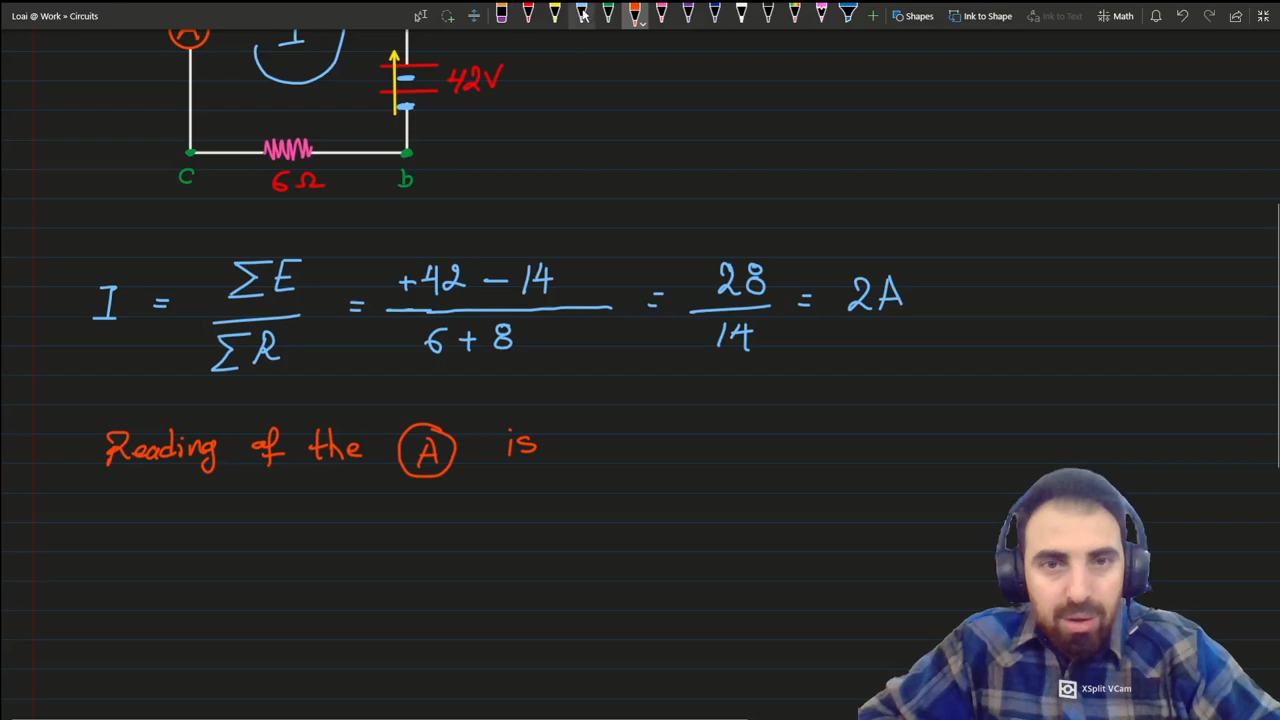 Loai @ Work » Circuits
Shapes Ink to Shape Ink to Text Math
A I
42V
C 6 Ω b
I = ΣE / ΣR = +42 – 14 / 6 + 8 = 28 / 14 = 2A
Reading of the A is
XSplit VCam